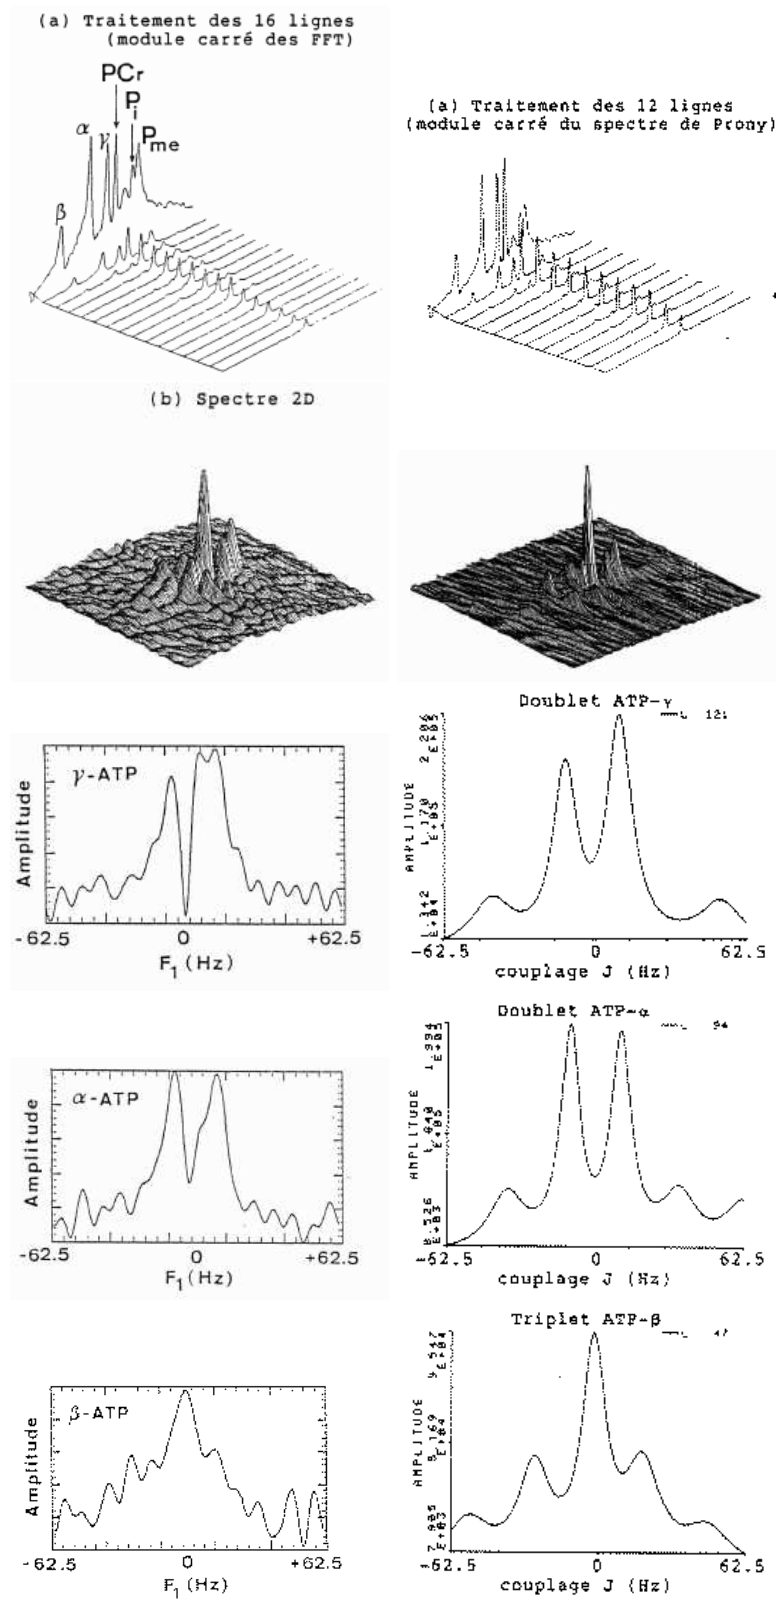 (a) Traitement des 16 lignes
(module carré des FFT)
PCr
Pi
α
γ
Pme
β
(a) Traitement des 12 lignes
(module carré du spectre de Prony)
(b) Spectre 2D
γ-ATP
Amplitude
-62.5 0 +62.5
F1 (Hz)
Doublet ATP-γ
AMPLITUDE
-62.5 0 62.5
couplage J (Hz)
α-ATP
Amplitude
-62.5 0 +62.5
F1 (Hz)
Doublet ATP-α
AMPLITUDE
-62.5 0 62.5
couplage J (Hz)
β-ATP
Amplitude
-62.5 0 +62.5
F1 (Hz)
Triplet ATP-β
AMPLITUDE
-62.5 0 62.5
couplage J (Hz)